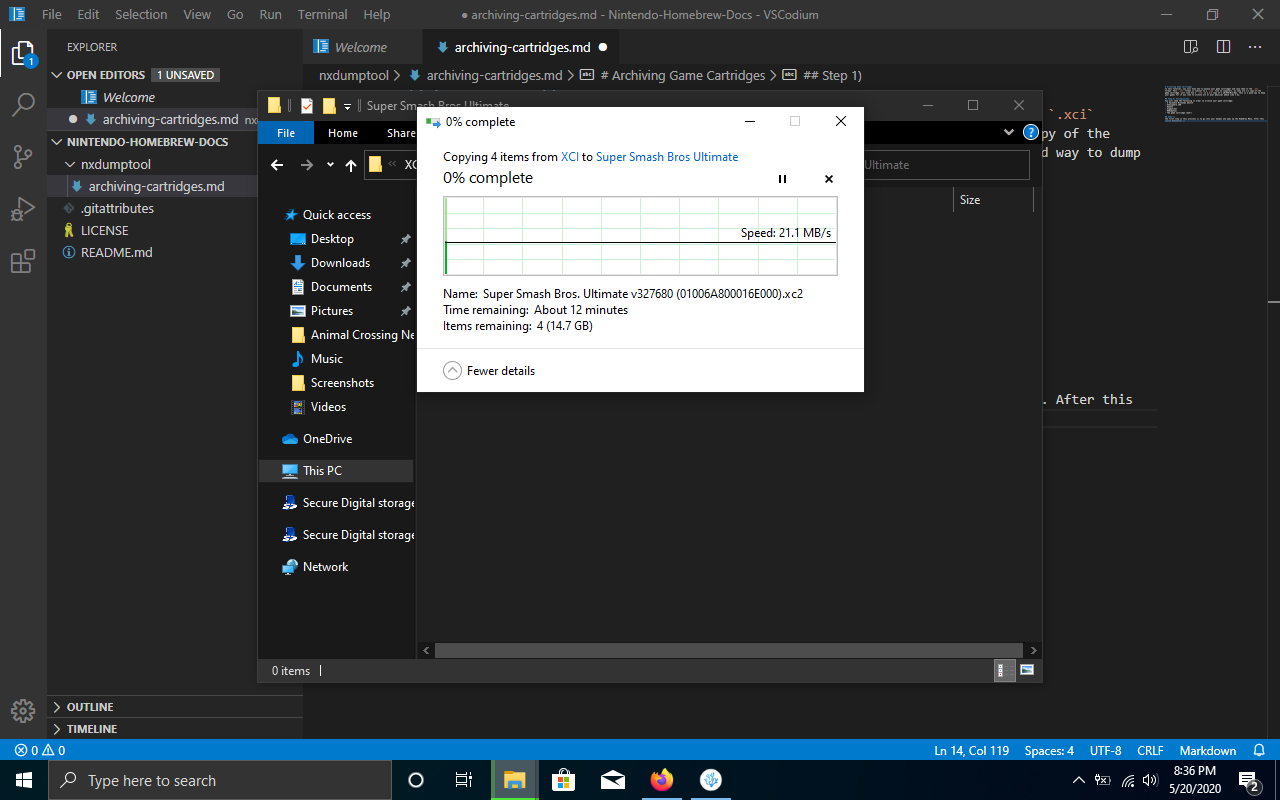 File Edit Selection View Go Run Terminal Help
● archiving-cartridges.md - Nintendo-Homebrew-Docs - VSCodium
EXPLORER
Welcome
archiving-cartridges.md ●
OPEN EDITORS 1 UNSAVED
nxdumptool > archiving-cartridges.md > # Archiving Game Cartridges > ## Step 1)
Welcome
archiving-cartridges.md nx
NINTENDO-HOMEBREW-DOCS
nxdumptool
archiving-cartridges.md
.gitattributes
LICENSE
README.md
OUTLINE
TIMELINE
`.xci`
py of the
d way to dump
. After this
Super Smash Bros Ultimate
File Home Share
XC
Ultimate
Size
Quick access
Desktop
Downloads
Documents
Pictures
Animal Crossing Ne
Music
Screenshots
Videos
OneDrive
This PC
Secure Digital storage
Secure Digital storage
Network
0 items
0% complete
Copying 4 items from XCI to Super Smash Bros Ultimate
0% complete
Speed: 21.1 MB/s
Name: Super Smash Bros. Ultimate v327680 (01006A800016E000).xc2
Time remaining: About 12 minutes
Items remaining: 4 (14.7 GB)
Fewer details
0 0
Ln 14, Col 119 Spaces: 4 UTF-8 CRLF Markdown
Type here to search
8:36 PM
5/20/2020
2
1